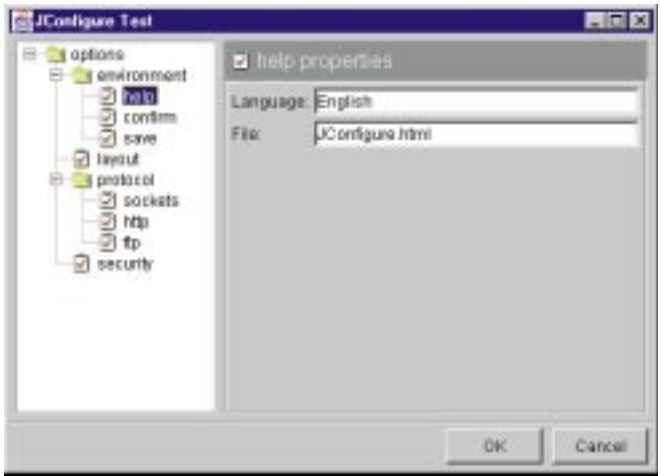 JConfigure Test
options
environment
help
confirm
save
layout
protocol
sockets
http
ftp
security
help properties
Language: English
File: JConfigure.html
OK
Cancel